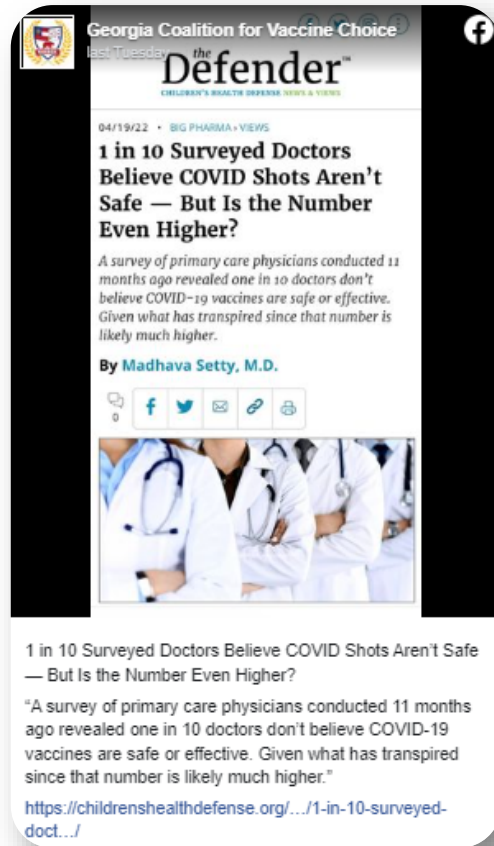 Georgia Coalition for Vaccine Choice
last Tuesday
the
Defender™
CHILDREN'S HEALTH DEFENSE NEWS & VIEWS
04/19/22 • BIG PHARMA › VIEWS
1 in 10 Surveyed Doctors
Believe COVID Shots Aren't
Safe — But Is the Number
Even Higher?
A survey of primary care physicians conducted 11
months ago revealed one in 10 doctors don't
believe COVID-19 vaccines are safe or effective.
Given what has transpired since that number is
likely much higher.
By Madhava Setty, M.D.
0
1 in 10 Surveyed Doctors Believe COVID Shots Aren't Safe
— But Is the Number Even Higher?
“A survey of primary care physicians conducted 11 months
ago revealed one in 10 doctors don't believe COVID-19
vaccines are safe or effective. Given what has transpired
since that number is likely much higher.”
https://childrenshealthdefense.org/.../1-in-10-surveyed-
doct.../